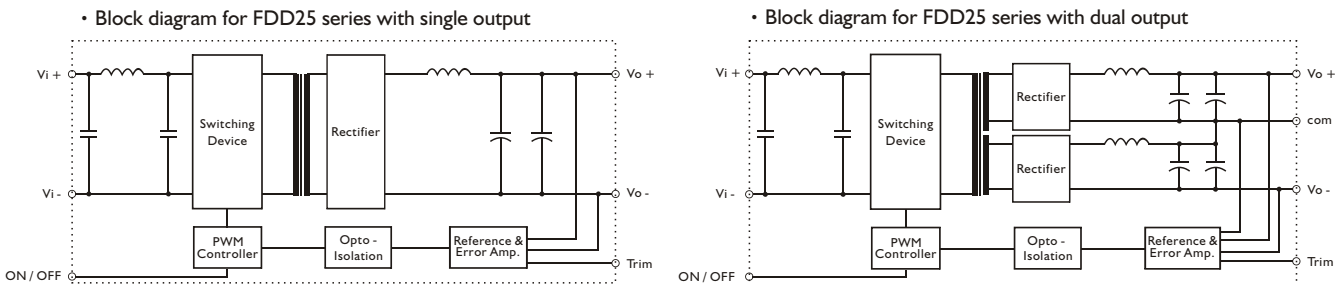 • Block diagram for FDD25 series with single output
Vi +
Switching
Device
Rectifier
Vo +
Vi -
Vo -
PWM
Controller
Opto -
Isolation
Reference &
Error Amp.
ON / OFF
Trim
• Block diagram for FDD25 series with dual output
Vi +
Switching
Device
Rectifier
Rectifier
Vo +
com
Vi -
Vo -
PWM
Controller
Opto -
Isolation
Reference &
Error Amp.
ON / OFF
Trim